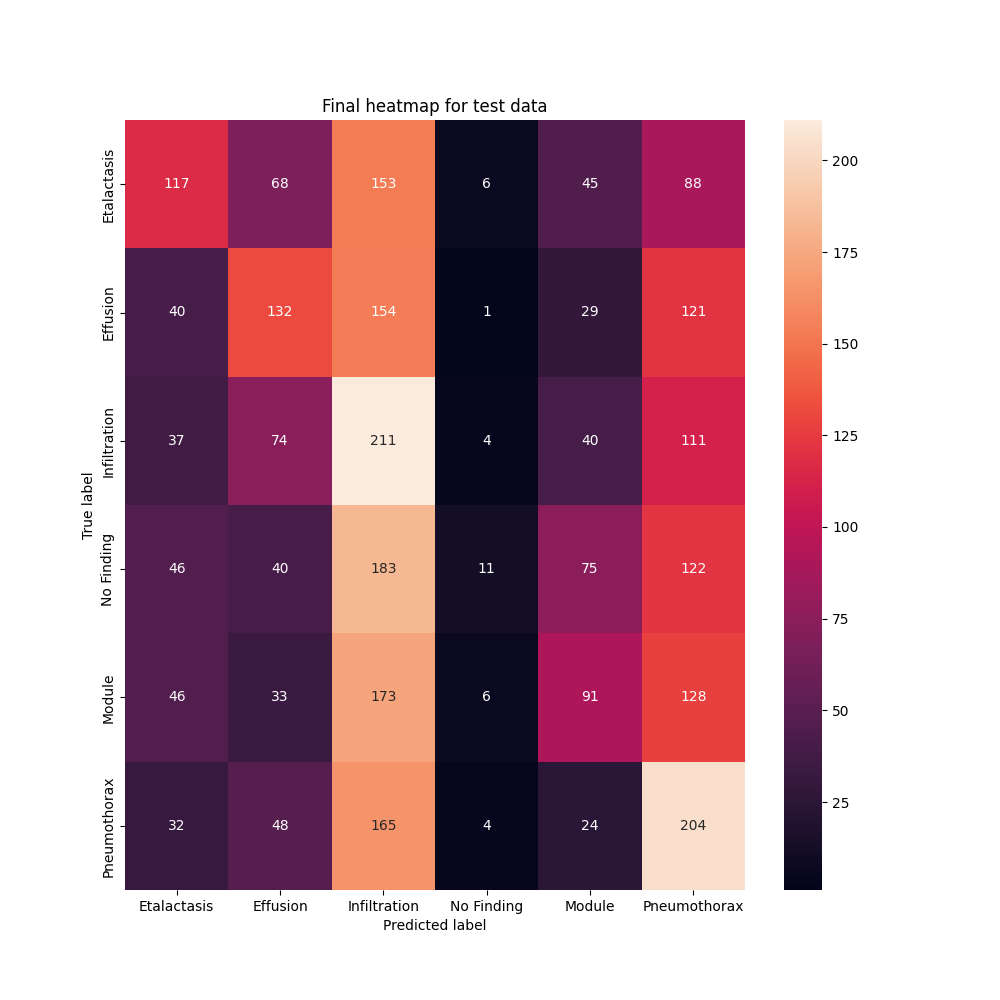 Final heatmap for test data
True label
Etalactasis 117 68 153 6 45 88
Effusion 40 132 154 1 29 121
Infiltration 37 74 211 4 40 111
No Finding 46 40 183 11 75 122
Module 46 33 173 6 91 128
Pneumothorax 32 48 165 4 24 204
Etalactasis Effusion Infiltration No Finding Module Pneumothorax
Predicted label
200
175
150
125
100
75
50
25